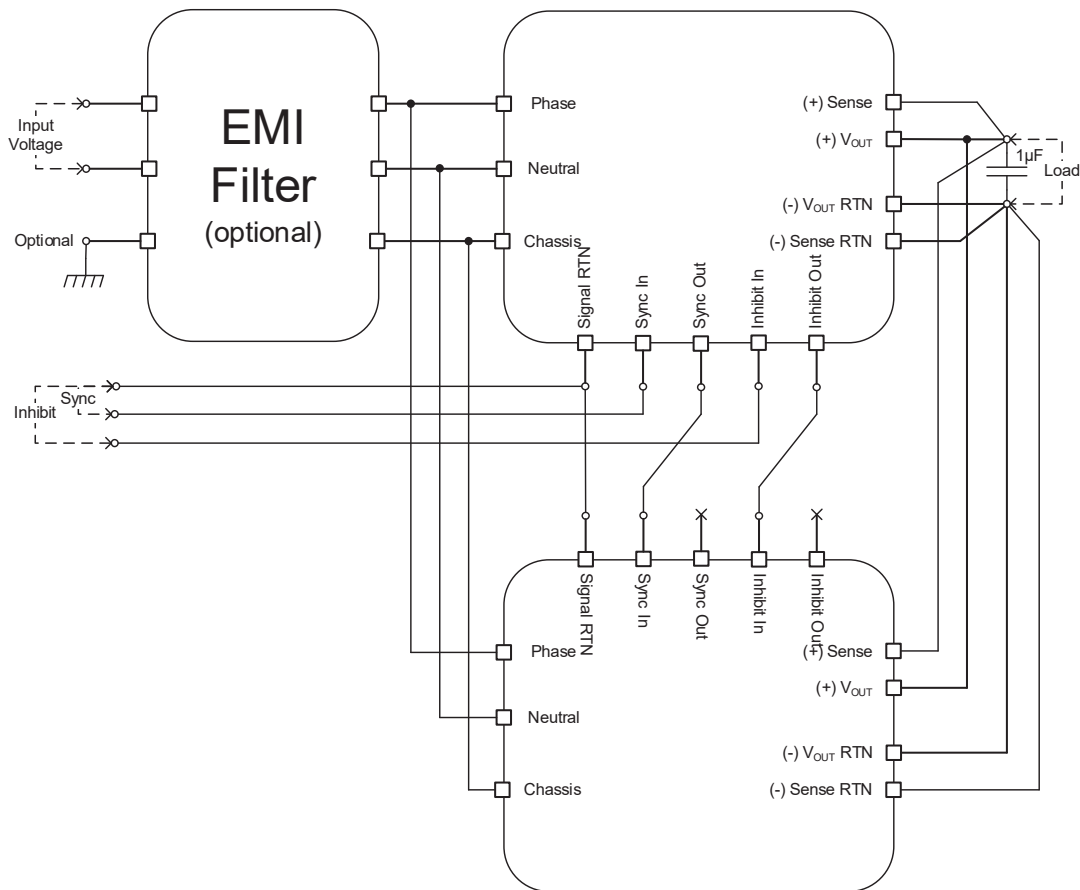 Input
Voltage
Optional
EMI
Filter
(optional)
Phase
Neutral
Chassis
(+) Sense
(+) VOUT
(-) VOUT RTN
(-) Sense RTN
1µF
Load
Signal RTN
Sync In
Sync Out
Inhibit In
Inhibit Out
Sync
Inhibit
Signal RTN
Sync In
Sync Out
Inhibit In
Inhibit Out
Phase
Neutral
Chassis
(+) Sense
(+) VOUT
(-) VOUT RTN
(-) Sense RTN